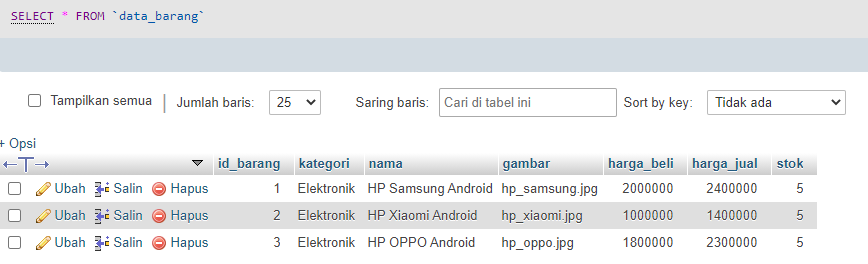 SELECT * FROM `data_barang`
Tampilkan semua | Jumlah baris: 25 Saring baris: Cari di tabel ini Sort by key: Tidak ada
+ Opsi
←T→ id_barang kategori nama gambar harga_beli harga_jual stok
Ubah Salin Hapus 1 Elektronik HP Samsung Android hp_samsung.jpg 2000000 2400000 5
Ubah Salin Hapus 2 Elektronik HP Xiaomi Android hp_xiaomi.jpg 1000000 1400000 5
Ubah Salin Hapus 3 Elektronik HP OPPO Android hp_oppo.jpg 1800000 2300000 5